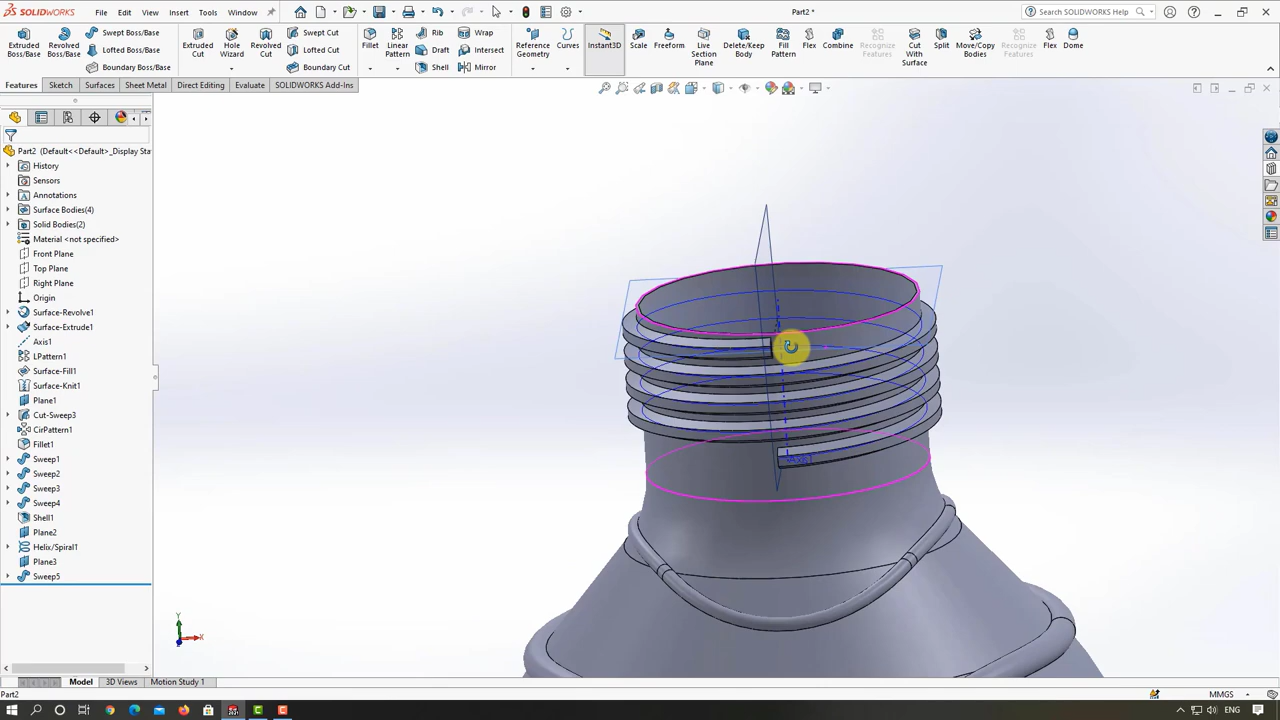 SOLIDWORKS File Edit View Insert Tools Window Part2 * Search SOLIDWORKS Help
Extruded Boss/Base
Revolved Boss/Base
Swept Boss/Base
Lofted Boss/Base
Boundary Boss/Base
Extruded Cut
Hole Wizard
Revolved Cut
Swept Cut
Lofted Cut
Boundary Cut
Fillet
Linear Pattern
Rib
Draft
Shell
Wrap
Intersect
Mirror
Reference Geometry
Curves
Instant3D
Scale
Freeform
Live Section Plane
Delete/Keep Body
Fill Pattern
Flex
Combine
Recognize Features
Cut With Surface
Split
Move/Copy Bodies
Recognize Features
Flex
Dome
Features Sketch Surfaces Sheet Metal Direct Editing Evaluate SOLIDWORKS Add-Ins
Part2 (Default<<Default>_Display Sta
History
Sensors
Annotations
Surface Bodies(4)
Solid Bodies(2)
Material <not specified>
Front Plane
Top Plane
Right Plane
Origin
Surface-Revolve1
Surface-Extrude1
Axis1
LPattern1
Surface-Fill1
Surface-Knit1
Plane1
Cut-Sweep3
CirPattern1
Fillet1
Sweep1
Sweep2
Sweep3
Sweep4
Shell1
Plane2
Helix/Spiral1
Plane3
Sweep5
Y
X
Model 3D Views Motion Study 1
Part2 MMGS
ENG